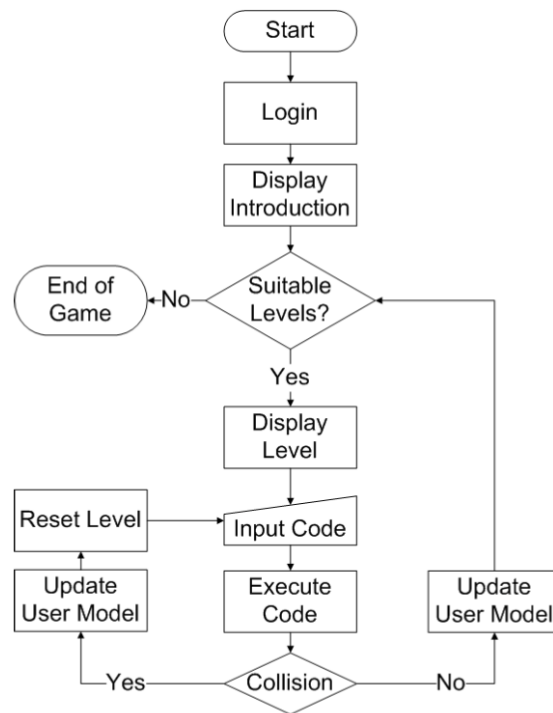 Start
Login
Display
Introduction
Suitable
Levels?
No
End of
Game
Yes
Display
Level
Reset Level
Input Code
Update
User Model
Execute
Code
Update
User Model
Yes
Collision
No